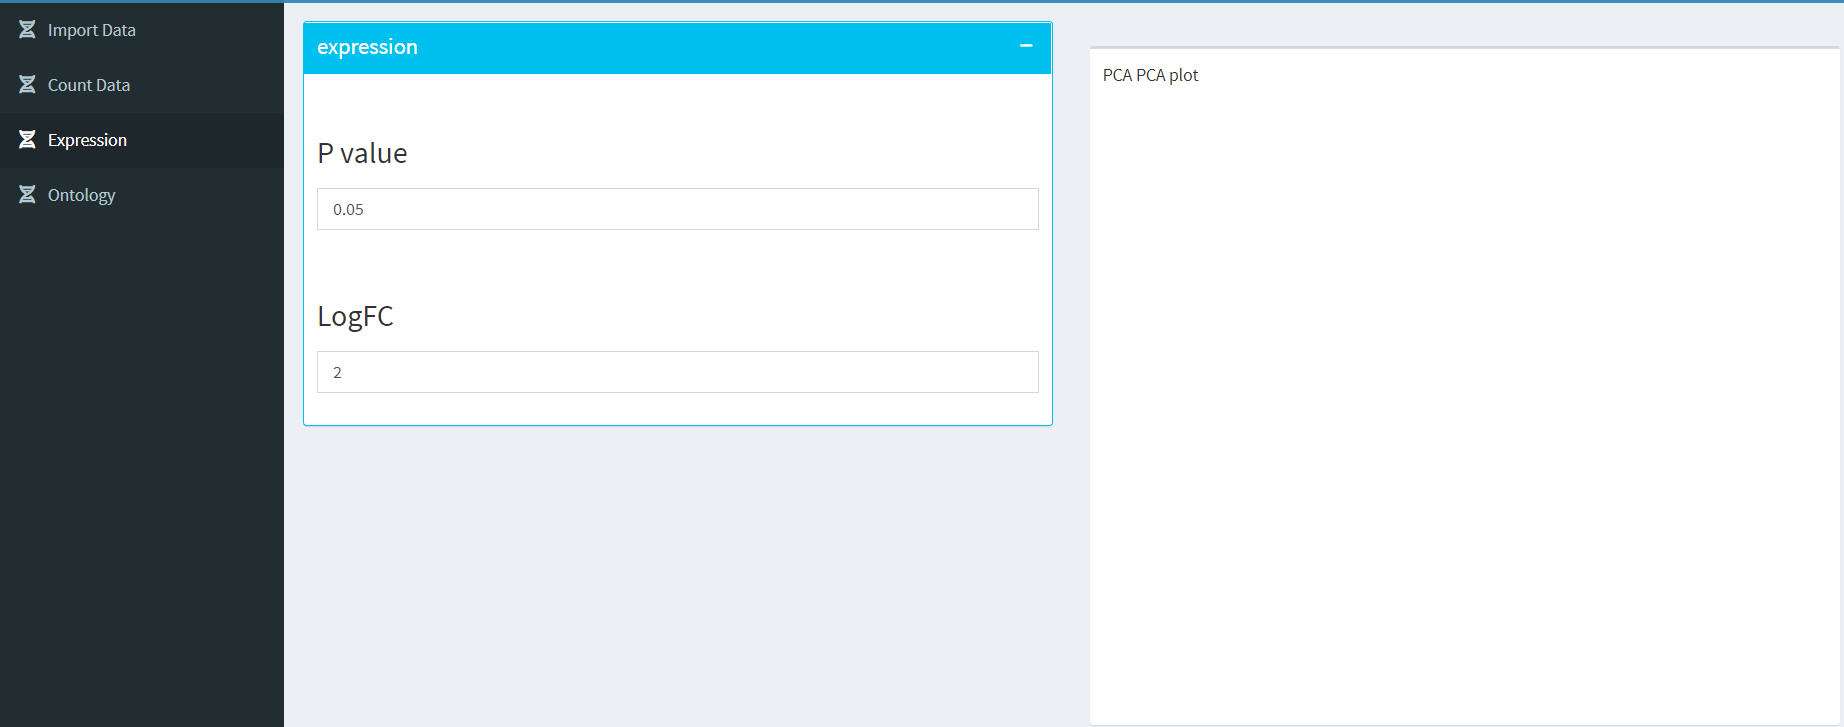 Import Data
Count Data
Expression
Ontology
expression
P value
0.05
LogFC
2
PCA PCA plot